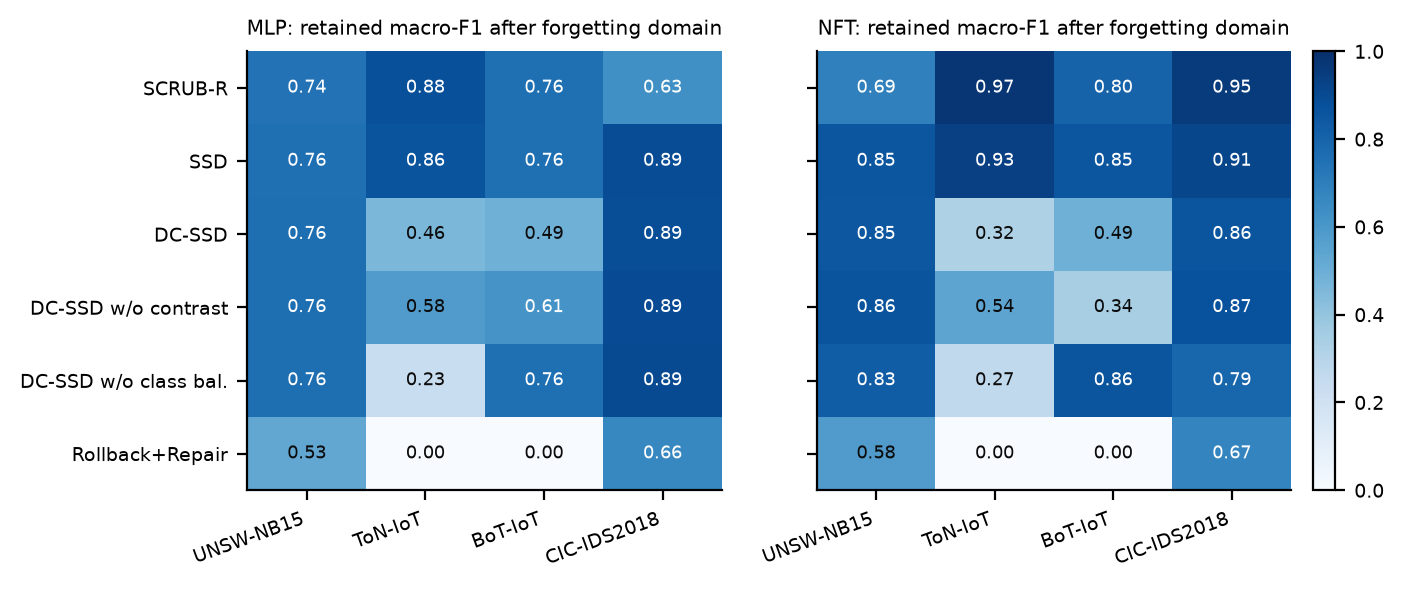 MLP: retained macro-F1 after forgetting domain
NFT: retained macro-F1 after forgetting domain
SCRUB-R 0.74 0.88 0.76 0.63 0.69 0.97 0.80 0.95
SSD 0.76 0.86 0.76 0.89 0.85 0.93 0.85 0.91
DC-SSD 0.76 0.46 0.49 0.89 0.85 0.32 0.49 0.86
DC-SSD w/o contrast 0.76 0.58 0.61 0.89 0.86 0.54 0.34 0.87
DC-SSD w/o class bal. 0.76 0.23 0.76 0.89 0.83 0.27 0.86 0.79
Rollback+Repair 0.53 0.00 0.00 0.66 0.58 0.00 0.00 0.67
UNSW-NB15 ToN-IoT BoT-IoT CIC-IDS2018
UNSW-NB15 ToN-IoT BoT-IoT CIC-IDS2018
1.0
0.8
0.6
0.4
0.2
0.0